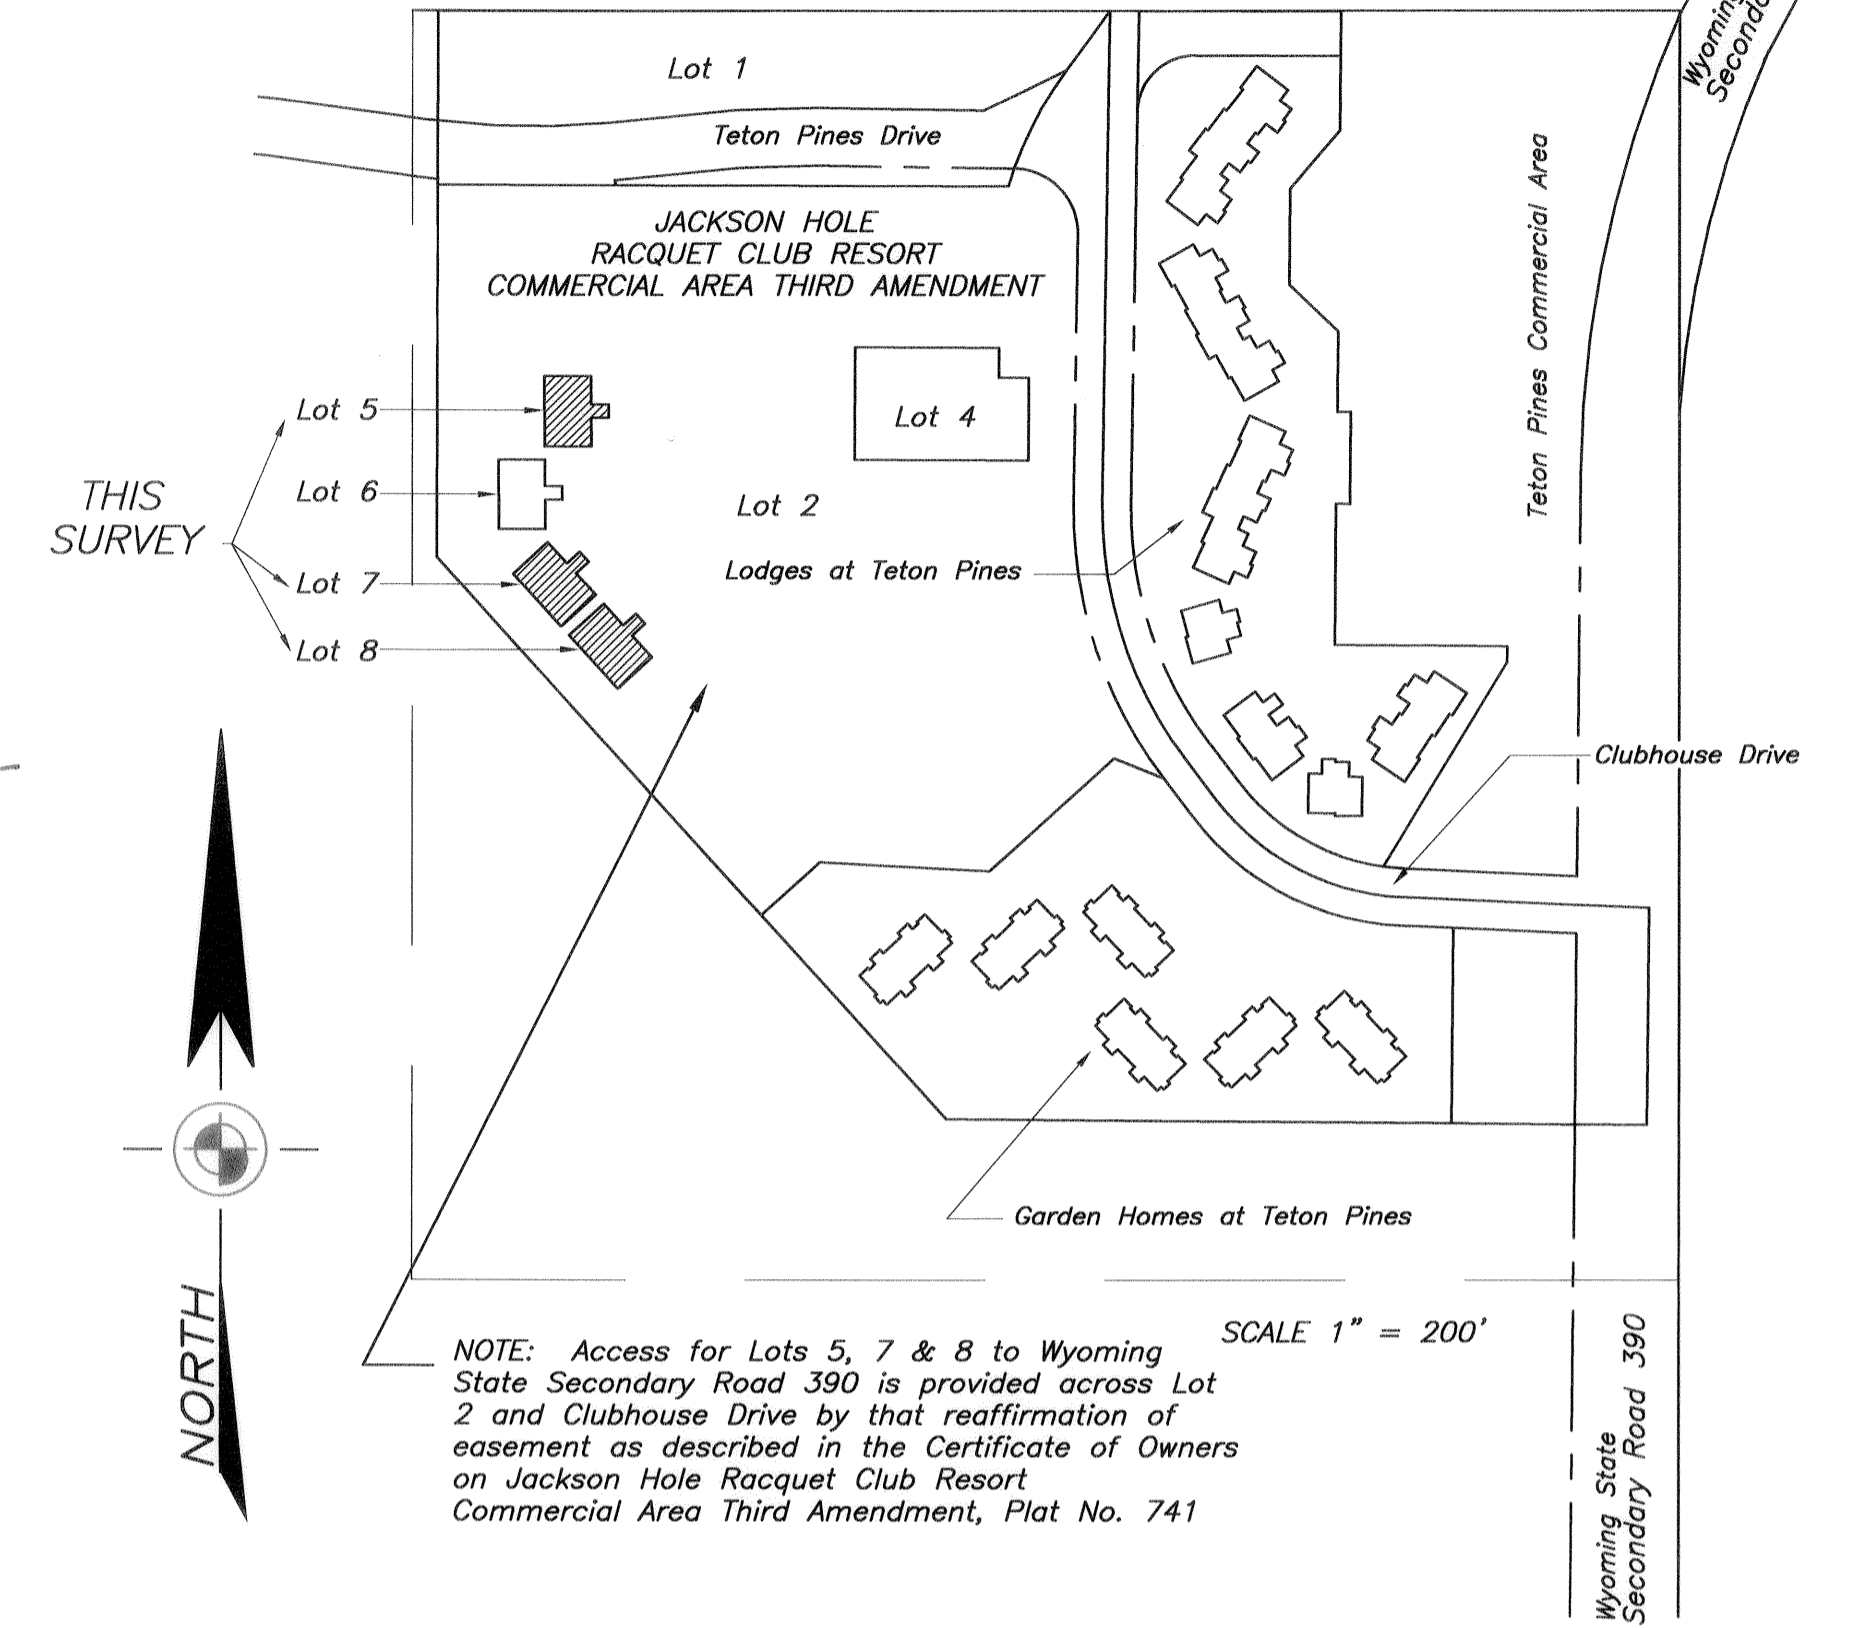 Wyoming
Lot 1
Teton Pines Drive
JACKSON HOLE
RACQUET CLUB RESORT
COMMERCIAL AREA THIRD AMENDMENT
Teton Pines Commercial Area
Lot 5
Lot 4
THIS
SURVEY
Lot 6
Lot 2
Lot 7
Lodges at Teton Pines
Lot 8
Clubhouse Drive
Garden Homes at Teton Pines
NORTH
SCALE 1" = 200'
NOTE: Access for Lots 5, 7 & 8 to Wyoming
State Secondary Road 390 is provided across Lot
2 and Clubhouse Drive by that reaffirmation of
easement as described in the Certificate of Owners
on Jackson Hole Racquet Club Resort
Commercial Area Third Amendment, Plat No. 741
Wyoming State
Secondary Road 390